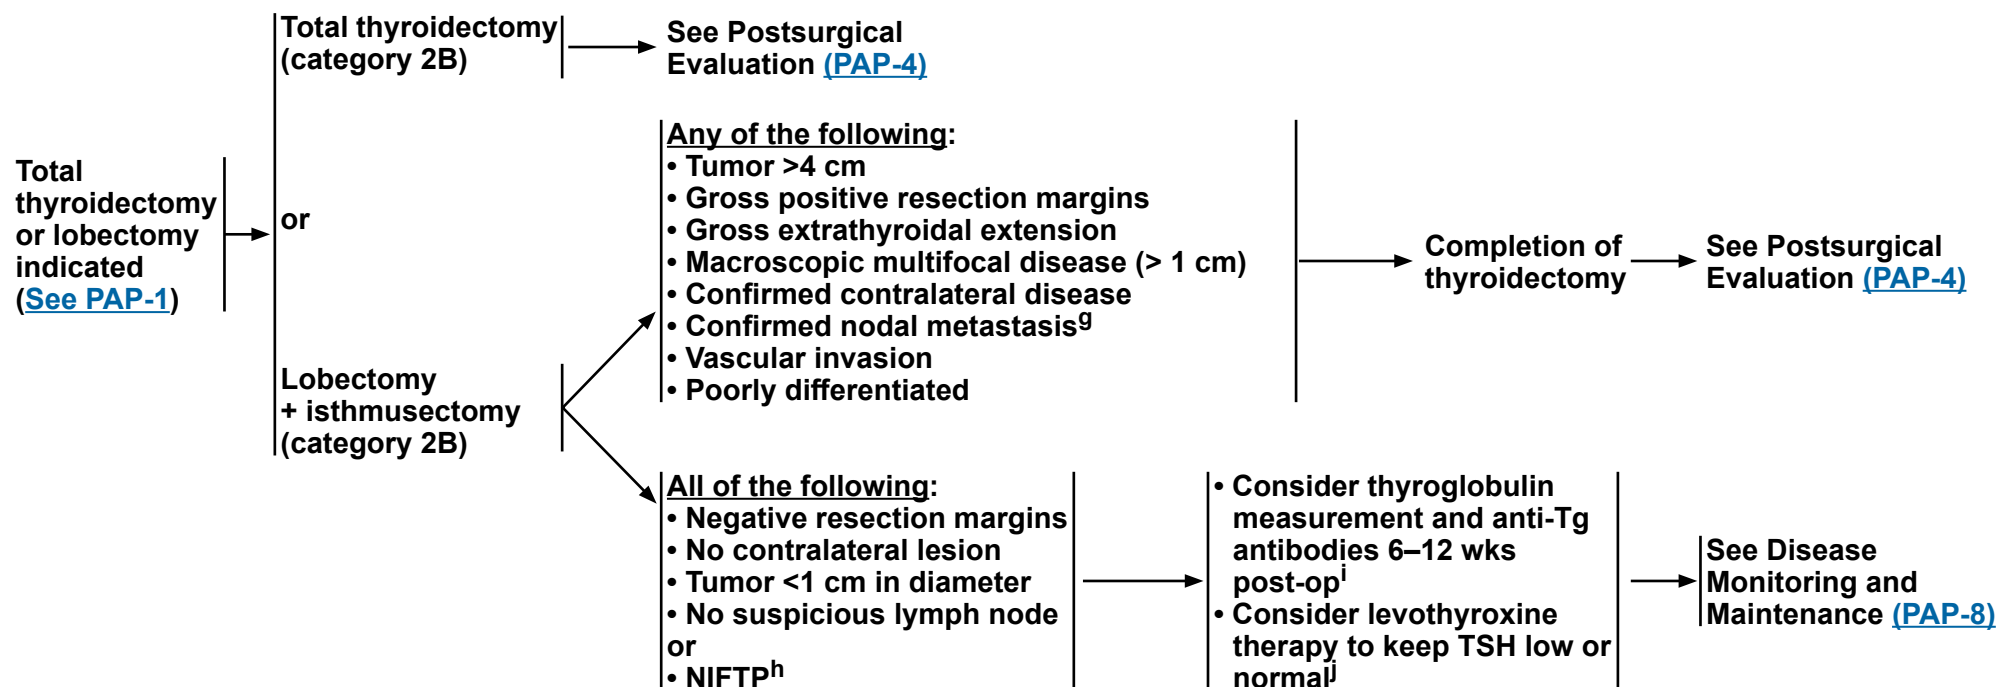 Total
thyroidectomy
or lobectomy
indicated
(See PAP-1)
Total thyroidectomy
(category 2B)
See Postsurgical
Evaluation (PAP-4)
or
Lobectomy
+ isthmusectomy
(category 2B)
Any of the following:
• Tumor >4 cm
• Gross positive resection margins
• Gross extrathyroidal extension
• Macroscopic multifocal disease (> 1 cm)
• Confirmed contralateral disease
• Confirmed nodal metastasisg
• Vascular invasion
• Poorly differentiated
Completion of
thyroidectomy
See Postsurgical
Evaluation (PAP-4)
All of the following:
• Negative resection margins
• No contralateral lesion
• Tumor <1 cm in diameter
• No suspicious lymph node
or
• NIFTPh
• Consider thyroglobulin
measurement and anti-Tg
antibodies 6–12 wks
post-opi
• Consider levothyroxine
therapy to keep TSH low or
normalj
See Disease
Monitoring and
Maintenance (PAP-8)